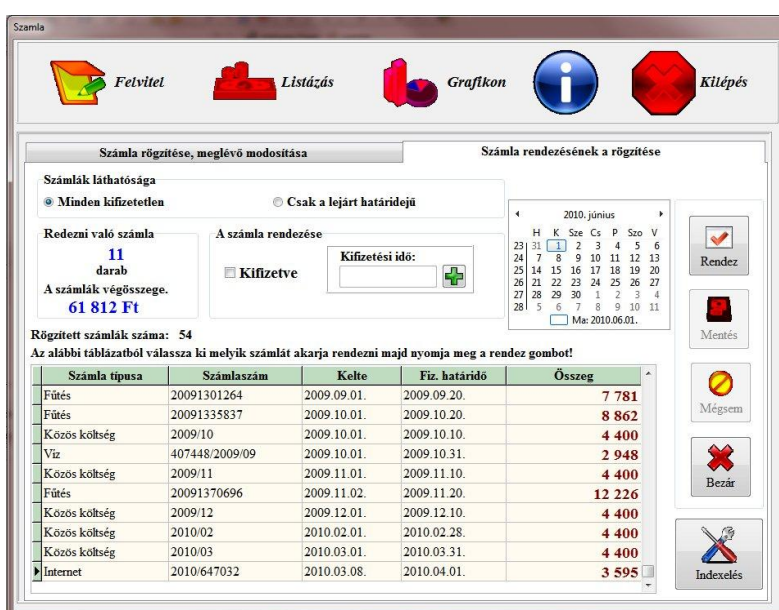 Szamla
Felvitel Listázás Grafikon Kilépés
Számla rögzítése, meglévő modosítása Számla rendezésének a rögzítése
Számlák láthatósága
Minden kifizetetlen Csak a lejárt határidejű
Redezni való számla
11
darab
A számlák végösszege.
61 812 Ft
A számla rendezése
Kifizetve
Kifizetési idő:
2010. június
H K Sze Cs P Szo V
23 31 1 2 3 4 5 6
24 7 8 9 10 11 12 13
25 14 15 16 17 18 19 20
26 21 22 23 24 25 26 27
27 28 29 30 1 2 3 4
28 5 6 7 8 9 10 11
Ma: 2010.06.01.
Rendez
Mentés
Mégsem
Bezár
Indexelés
Rögzített számlák száma: 54
Az alábbi táblázatból válassza ki melyik számlát akarja rendezni majd nyomja meg a rendez gombot!
Számla típusa Számlaszám Kelte Fiz. határidő Összeg
Fűtés 20091301264 2009.09.01. 2009.09.20. 7 781
Fűtés 20091335837 2009.10.01. 2009.10.20. 8 862
Közös költség 2009/10 2009.10.01. 2009.10.10. 4 400
Viz 407448/2009/09 2009.10.01. 2009.10.31. 2 948
Közös költség 2009/11 2009.11.01. 2009.11.10. 4 400
Fűtés 20091370696 2009.11.02. 2009.11.20. 12 226
Közös költség 2009/12 2009.12.01. 2009.12.10. 4 400
Közös költség 2010/02 2010.02.01. 2010.02.28. 4 400
Közös költség 2010/03 2010.03.01. 2010.03.31. 4 400
Internet 2010/647032 2010.03.08. 2010.04.01. 3 595